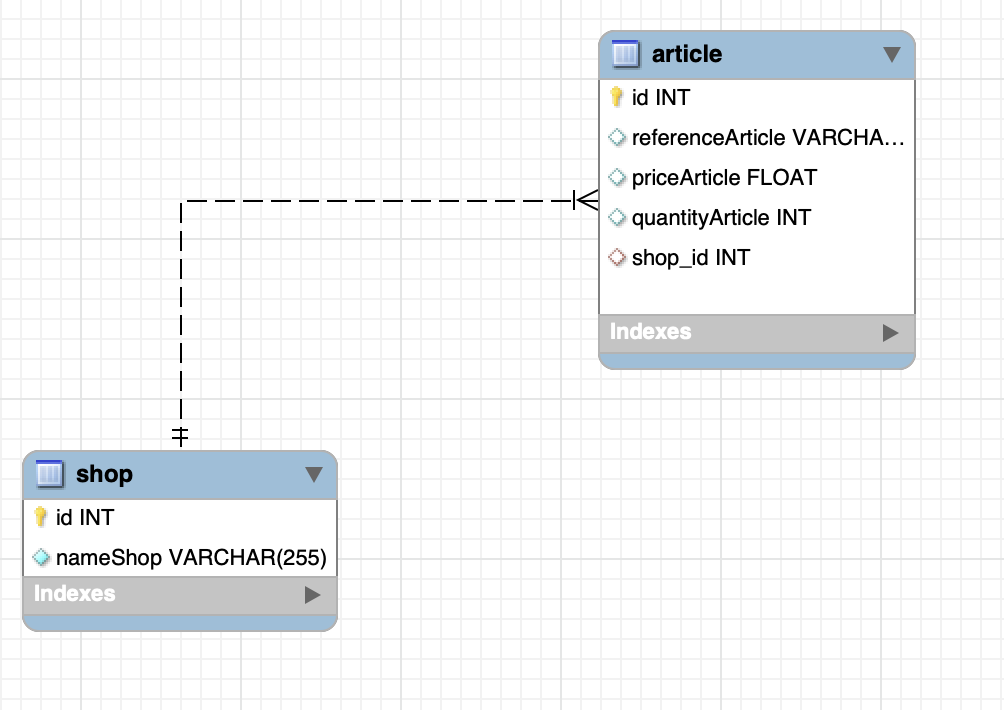 article
id INT
referenceArticle VARCHA...
priceArticle FLOAT
quantityArticle INT
shop_id INT
Indexes
shop
id INT
nameShop VARCHAR(255)
Indexes